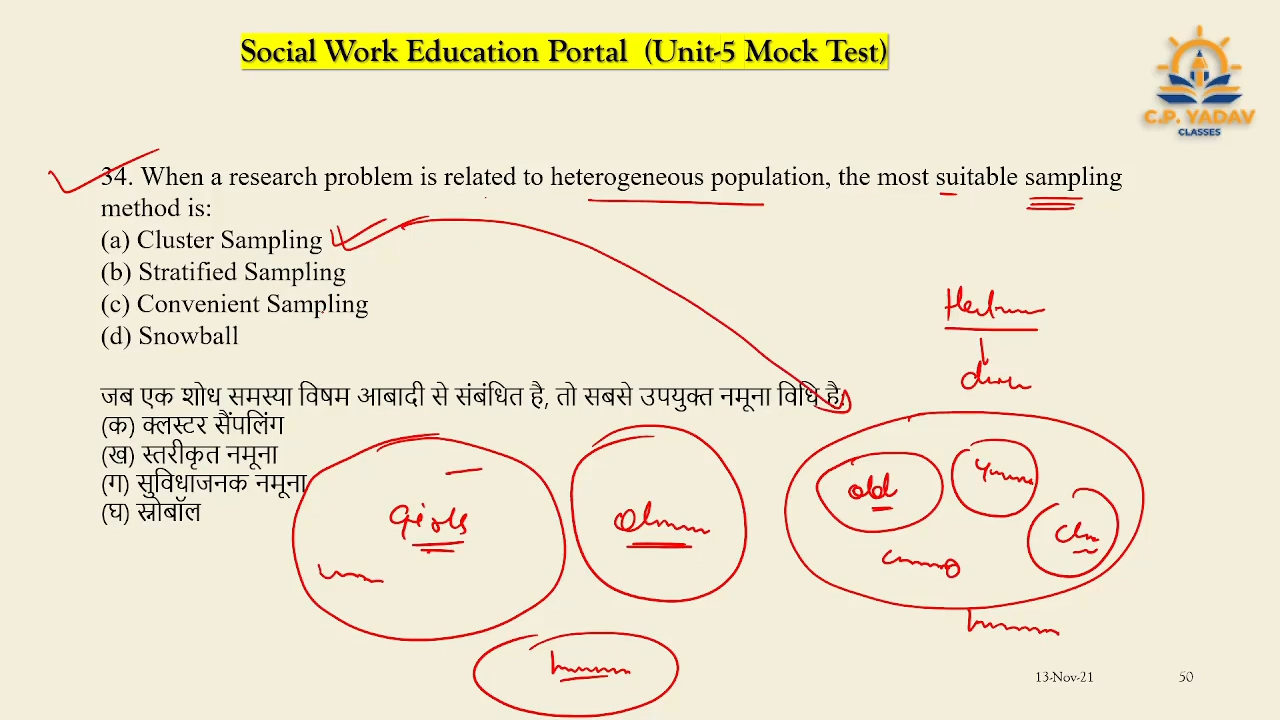 Social Work Education Portal (Unit-5 Mock Test)
C.P. YADAV
CLASSES
34. When a research problem is related to heterogeneous population, the most suitable sampling
method is:
(a) Cluster Sampling
(b) Stratified Sampling
(c) Convenient Sampling
(d) Snowball
जब एक शोध समस्या विषम आबादी से संबंधित है, तो सबसे उपयुक्त नमूना विधि है.
(क) क्लस्टर सैंपलिंग
(ख) स्तरीकृत नमूना
(ग) सुविधाजनक नमूना
(घ) स्नोबॉल
Girls
old
13-Nov-21
50